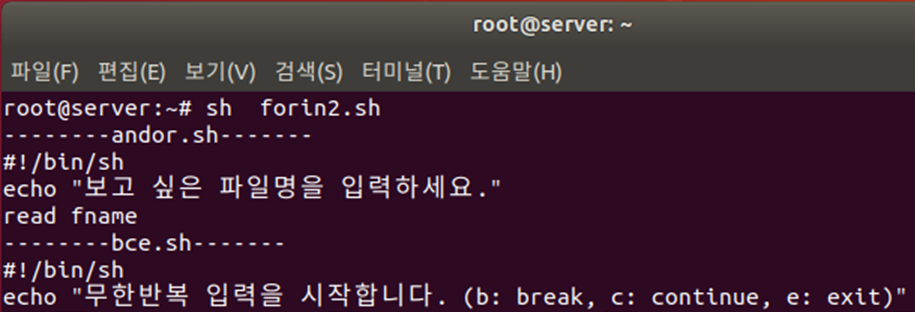 root@server: ~
파일(F) 편집(E) 보기(V) 검색(S) 터미널(T) 도움말(H)
root@server:~# sh  forin2.sh
--------andor.sh-------
#!/bin/sh
echo "보고 싶은 파일명을 입력하세요."
read fname
--------bce.sh-------
#!/bin/sh
echo "무한반복 입력을 시작합니다. (b: break, c: continue, e: exit)"